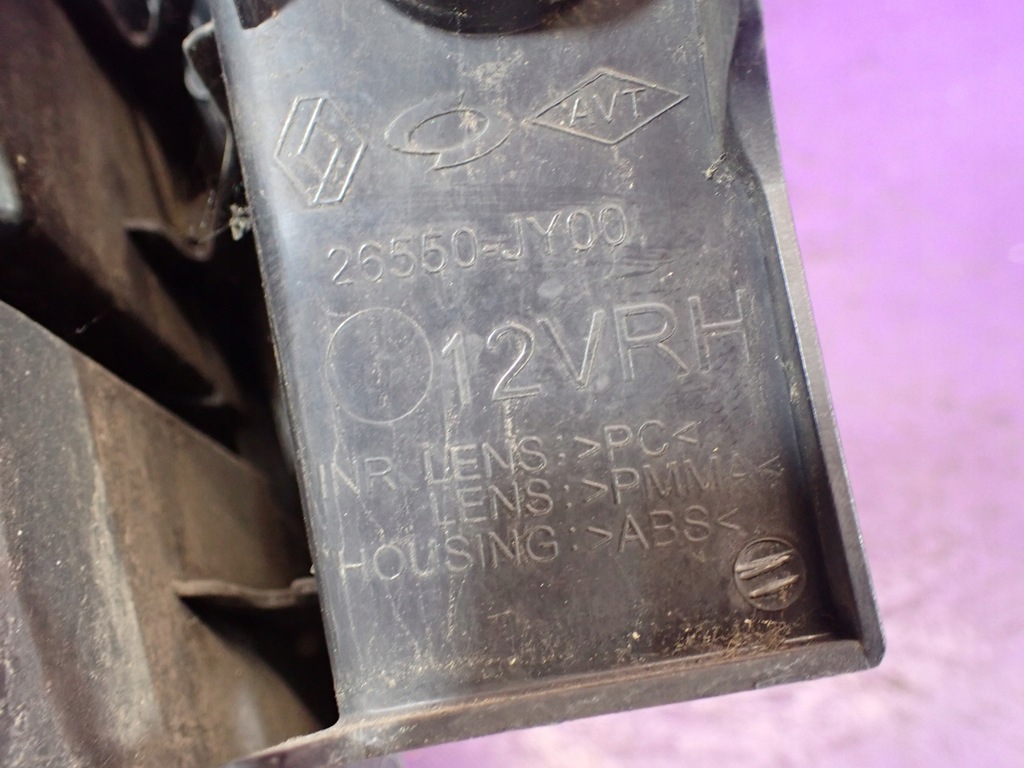 AVT
26550-JY00
12VRH
INR LENS:>PC<
LENS:>PMMA<
HOUSING:>ABS<